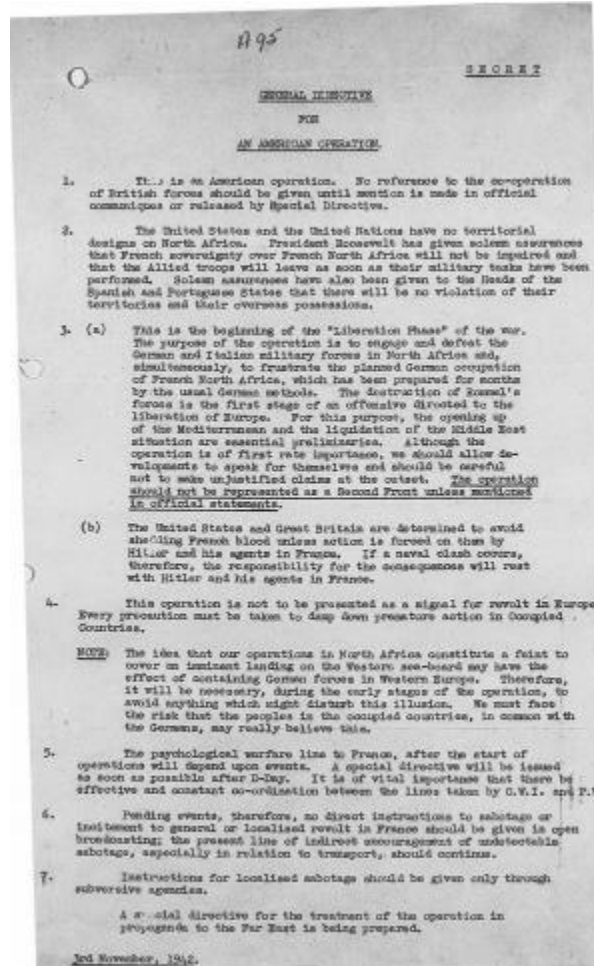 A95
SECRET
GENERAL DIRECTIVE
FOR
AN AMERICAN OPERATION.
1. This is an American operation. No reference to the co-operation
of British forces should be given until mention is made in official
communiques or released by Special Directive.
2. The United States and the United Nations have no territorial
designs on North Africa. President Roosevelt has given solemn assurances
that French sovereignty over French North Africa will not be impaired and
that the Allied troops will leave as soon as their military tasks have been
performed. Solemn assurances have also been given to the Heads of the
Spanish and Portuguese States that there will be no violation of their
territories and their overseas possessions.
3. (a) This is the beginning of the "Liberation Phase" of the war.
The purpose of the operation is to engage and defeat the
German and Italian military forces in North Africa and,
simultaneously, to frustrate the planned German occupation
of French North Africa, which has been prepared for months
by the usual German methods. The destruction of Rommel's
forces is the first stage of an offensive directed to the
liberation of Europe. For this purpose, the opening up
of the Mediterranean and the liquidation of the Middle East
situation are essential preliminaries. Although the
operation is of first rate importance, we should allow de-
velopments to speak for themselves and should be careful
not to make unjustified claims at the outset. The operation
should not be represented as a Second Front unless mentioned
in official statements.
(b) The United States and Great Britain are determined to avoid
shedding French blood unless action is forced on them by
Hitler and his agents in France. If a naval clash occurs,
therefore, the responsibility for the consequences will rest
with Hitler and his agents in France.
4. This operation is not to be presented as a signal for revolt in Europe
Every precaution must be taken to damp down premature action in Occupied
Countries.
NOTE: The idea that our operations in North Africa constitute a feint to
cover an imminent landing on the Western sea-board may have the
effect of containing German forces in Western Europe. Therefore,
it will be necessary, during the early stages of the operation, to
avoid anything which might disturb this illusion. We must face
the risk that the peoples in the occupied countries, in common with
the Germans, may really believe this.
5. The psychological warfare line to France, after the start of
operations will depend upon events. A special directive will be issued
as soon as possible after D-Day. It is of vital importance that there be
effective and constant co-ordination between the lines taken by O.W.I. and P.
6. Pending events, therefore, no direct instructions to sabotage or
incitement to general or localised revolt in France should be given in open
broadcasting; the present line of indirect encouragement of undetectable
sabotage, especially in relation to transport, should continue.
7. Instructions for localised sabotage should be given only through
subversive agencies.
A special directive for the treatment of the operation in
propaganda to the Far East is being prepared.
3rd November, 1942.